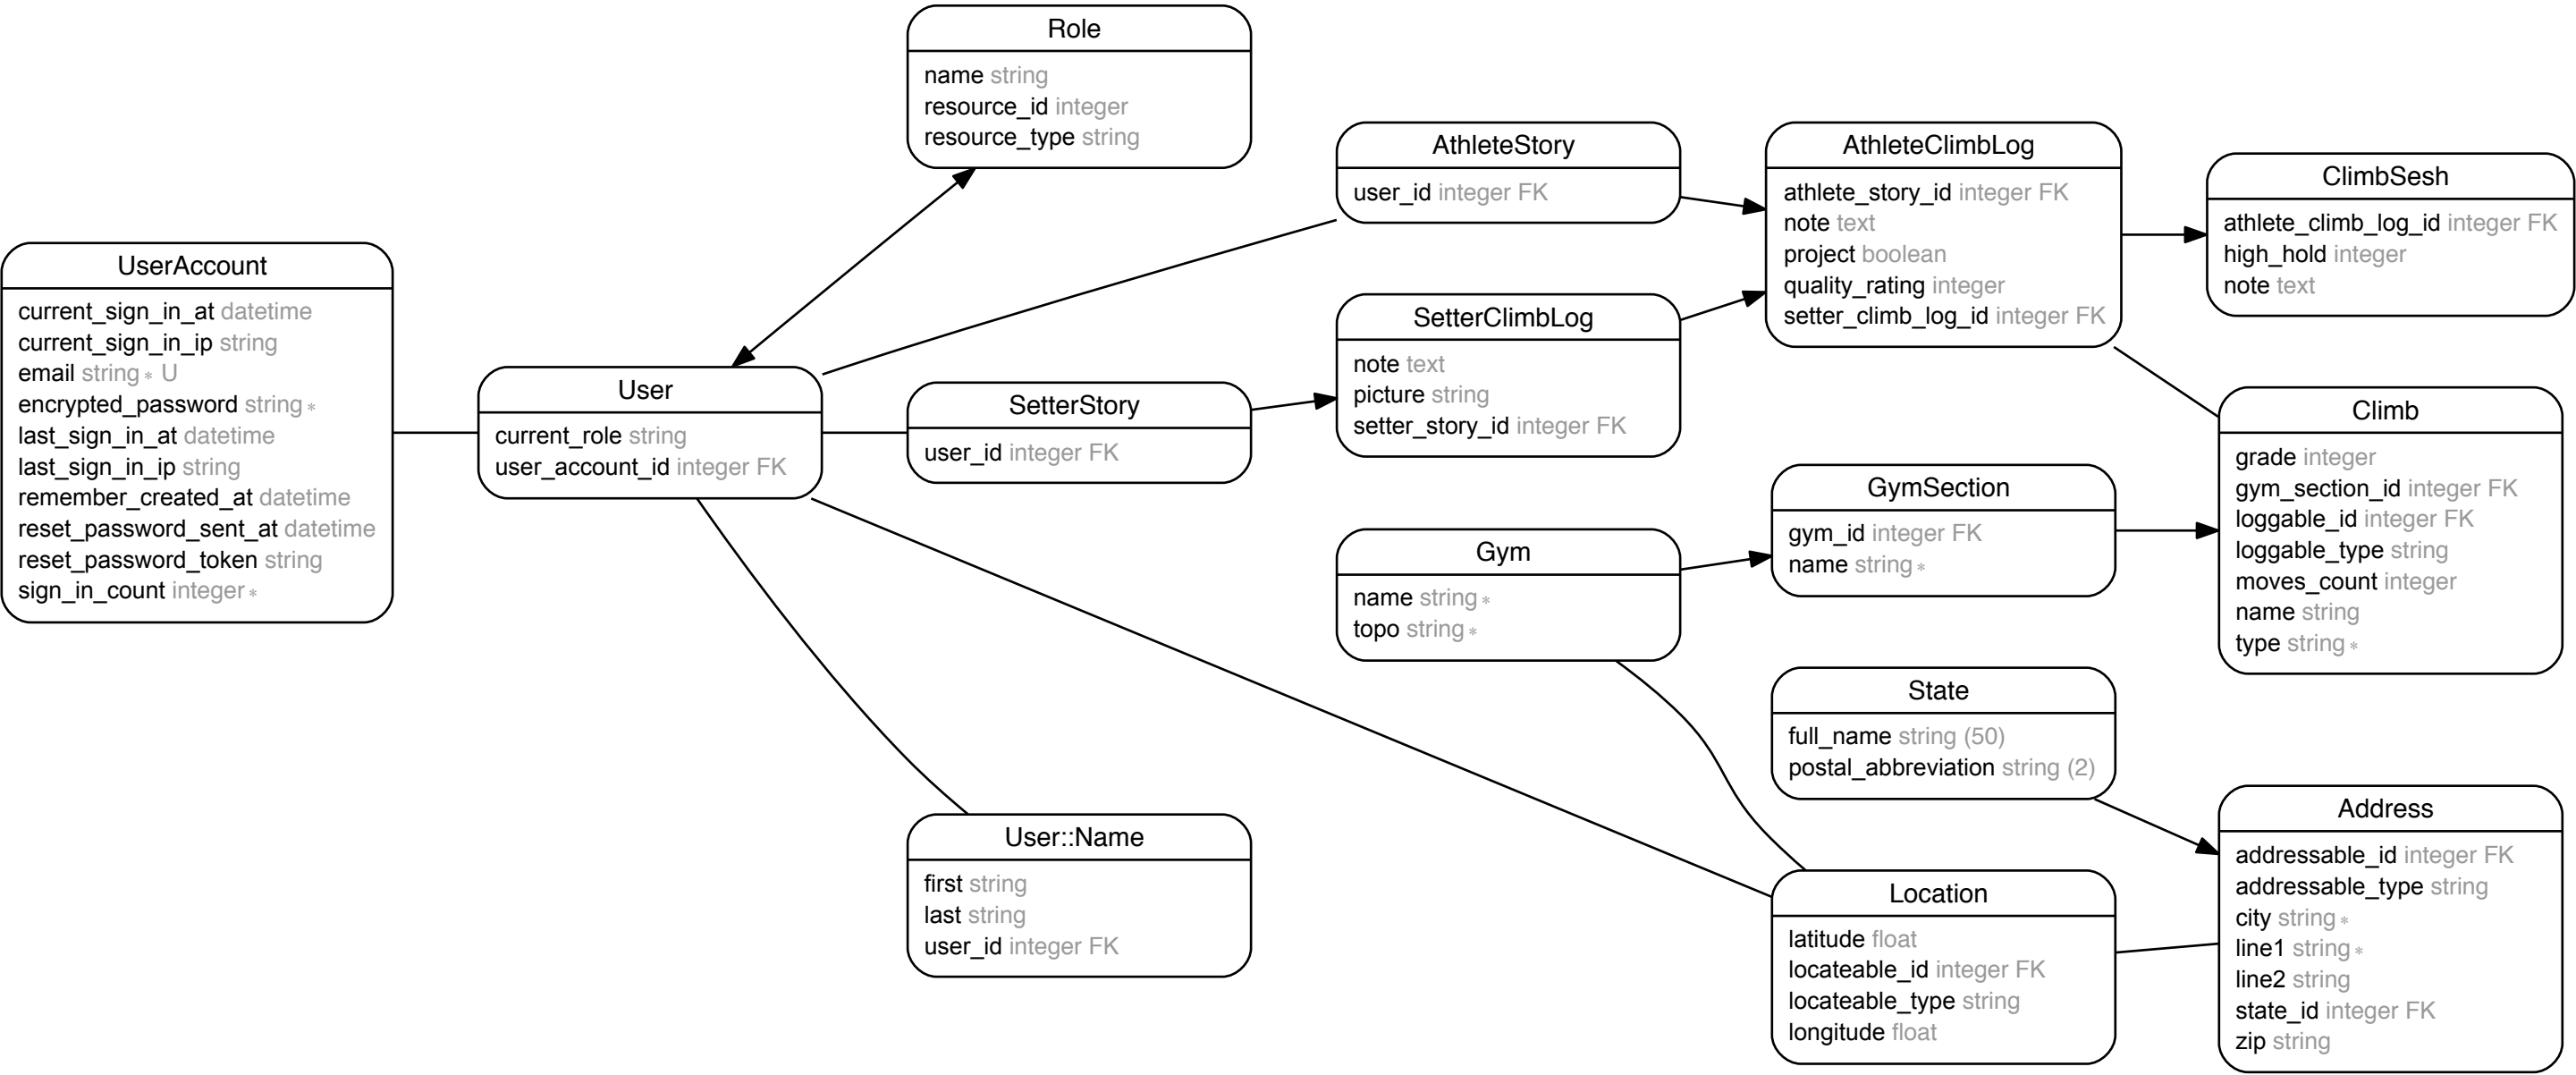 Role
name string
resource_id integer
resource_type string
AthleteStory
user_id integer FK
AthleteClimbLog
athlete_story_id integer FK
note text
project boolean
quality_rating integer
setter_climb_log_id integer FK
ClimbSesh
athlete_climb_log_id integer FK
high_hold integer
note text
UserAccount
current_sign_in_at datetime
current_sign_in_ip string
email string* U
encrypted_password string*
last_sign_in_at datetime
last_sign_in_ip string
remember_created_at datetime
reset_password_sent_at datetime
reset_password_token string
sign_in_count integer*
User
current_role string
user_account_id integer FK
SetterStory
user_id integer FK
SetterClimbLog
note text
picture string
setter_story_id integer FK
Climb
grade integer
gym_section_id integer FK
loggable_id integer FK
loggable_type string
moves_count integer
name string
type string*
GymSection
gym_id integer FK
name string*
Gym
name string*
topo string*
State
full_name string (50)
postal_abbreviation string (2)
User::Name
first string
last string
user_id integer FK
Location
latitude float
locateable_id integer FK
locateable_type string
longitude float
Address
addressable_id integer FK
addressable_type string
city string*
line1 string*
line2 string
state_id integer FK
zip string